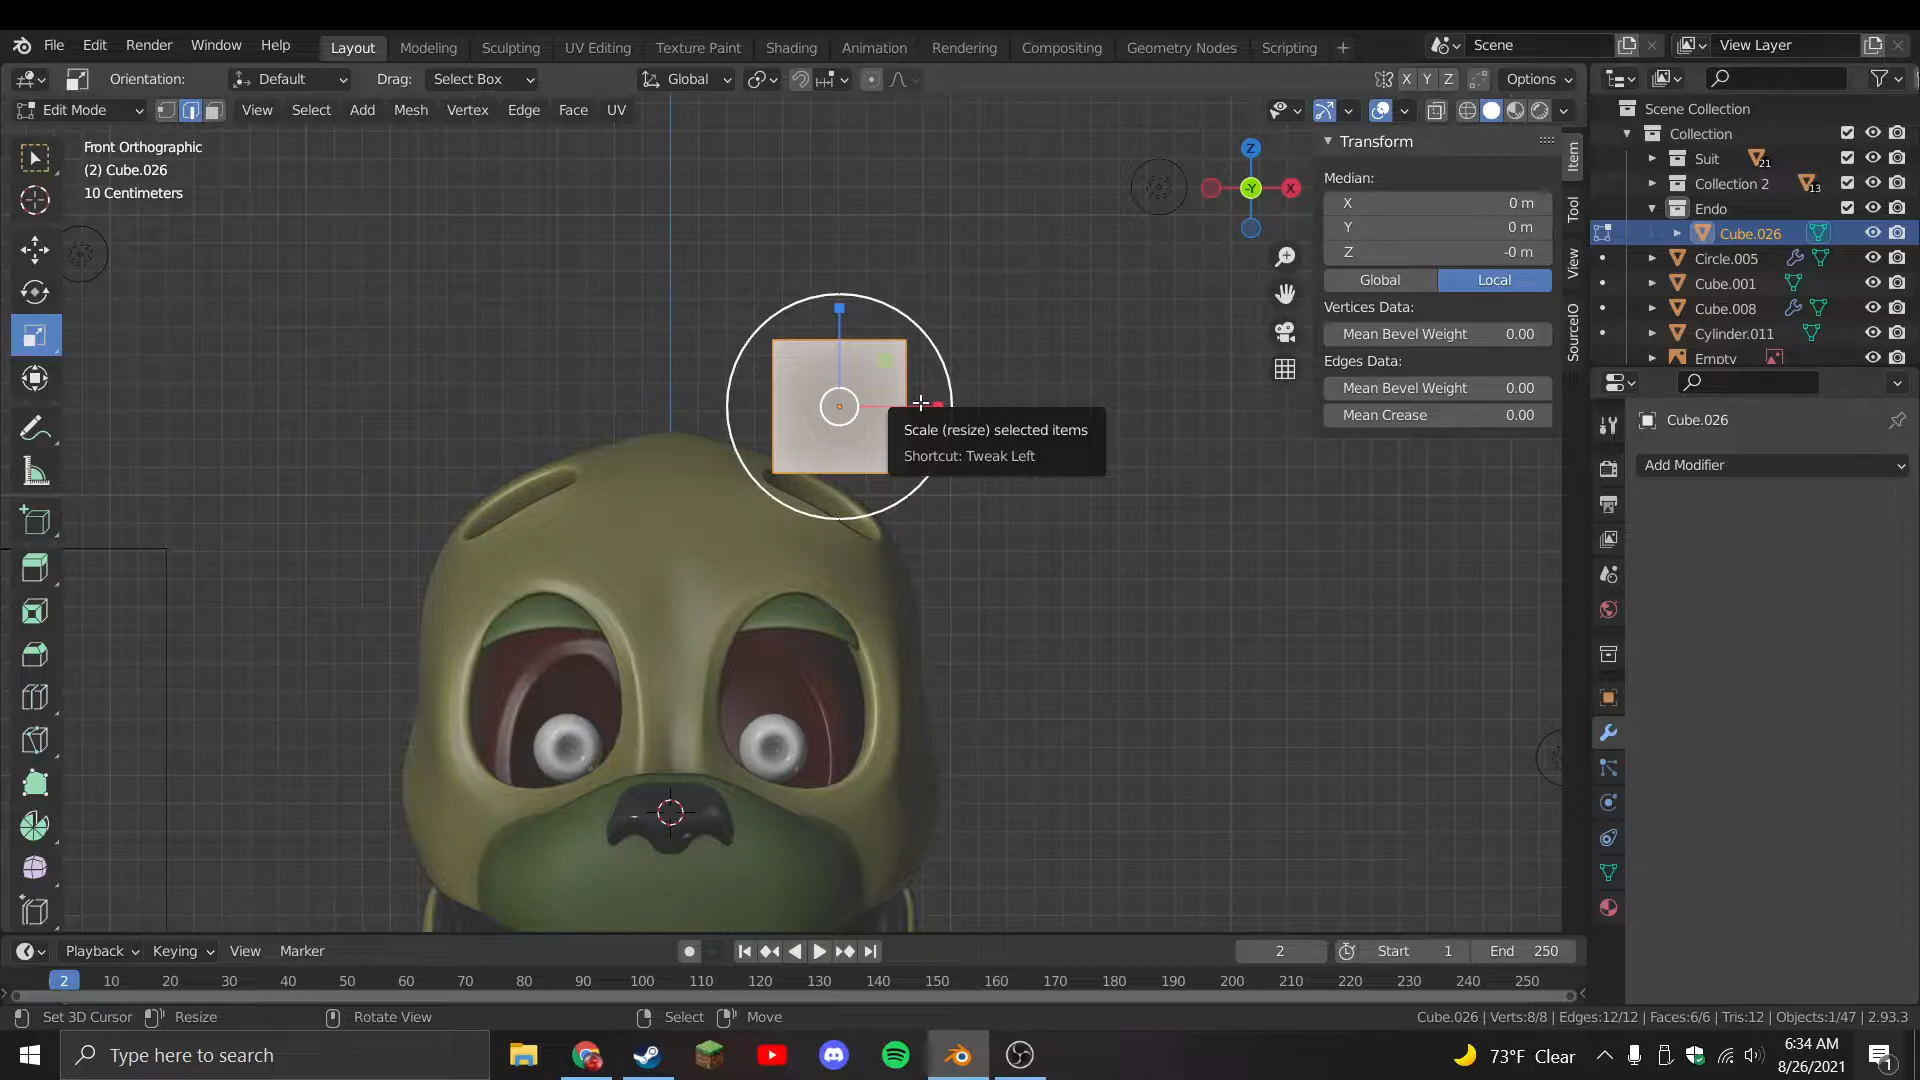 File Edit Render Window Help Layout Modeling Sculpting UV Editing Texture Paint Shading Animation Rendering Compositing Geometry Nodes Scripting Scene View Layer
Orientation: Default Drag: Select Box Global X Y Z Options
Edit Mode View Select Add Mesh Vertex Edge Face UV
Front Orthographic
(2) Cube.026
10 Centimeters
Z
-Y
X
Transform
Median:
X 0 m
Y 0 m
Z -0 m
Global Local
Vertices Data:
Mean Bevel Weight 0.00
Edges Data:
Mean Bevel Weight 0.00
Mean Crease 0.00
Item
Tool
View
SourceIO
Scale (resize) selected items
Shortcut: Tweak Left
Scene Collection
Collection
Suit 21
Collection 2 13
Endo
Cube.026
Circle.005
Cube.001
Cube.008
Cylinder.011
Empty
Cube.026
Add Modifier
Playback Keying View Marker 2 Start 1 End 250
2 10 20 30 40 50 60 70 80 90 100 110 120 130 140 150 160 170 180 190 200 210 220 230 240 250
Set 3D Cursor Resize Rotate View Select Move Cube.026 | Verts:8/8 | Edges:12/12 | Faces:6/6 | Tris:12 | Objects:1/47 | 2.93.3
Type here to search
73°F Clear
6:34 AM
8/26/2021
1